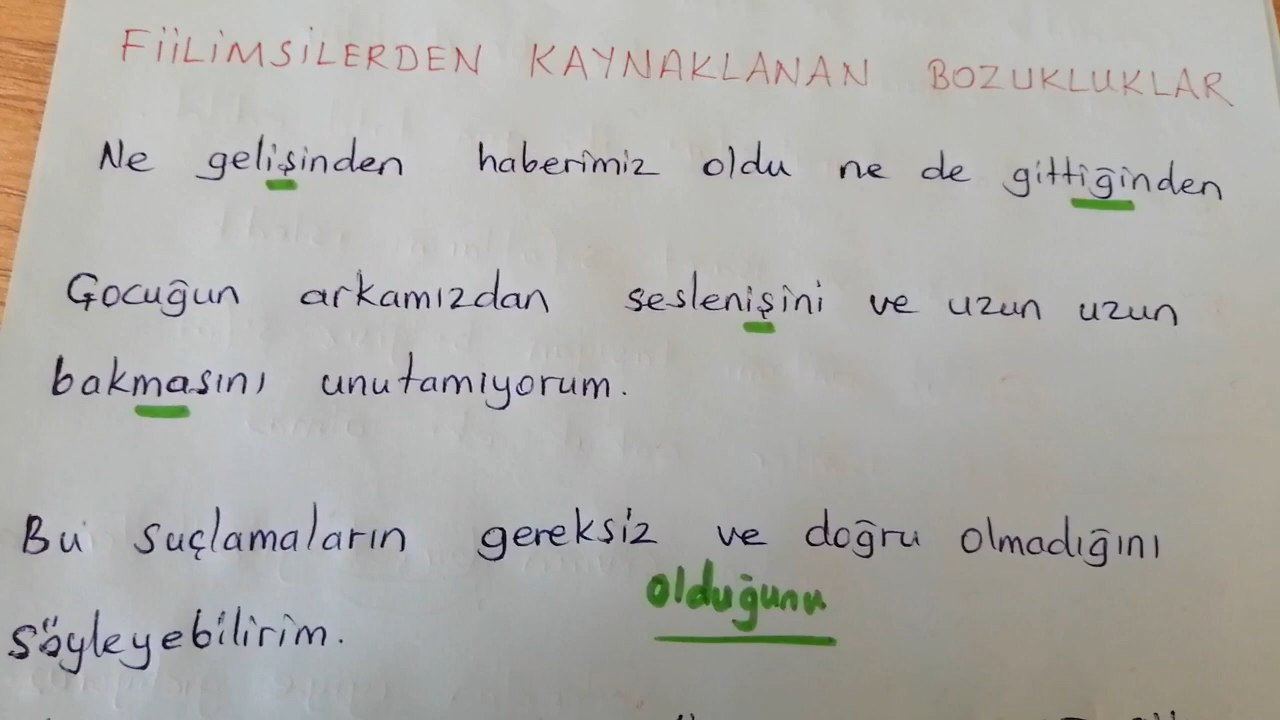 FİİLİMSİLERDEN KAYNAKLANAN BOZUKLUKLAR
Ne gelişinden haberimiz oldu ne de gittiğinden
Çocuğun arkamızdan seslenişini ve uzun uzun
bakmasını unutamıyorum.
Bu suçlamaların gereksiz ve doğru olmadığını
olduğunu
söyleyebilirim.